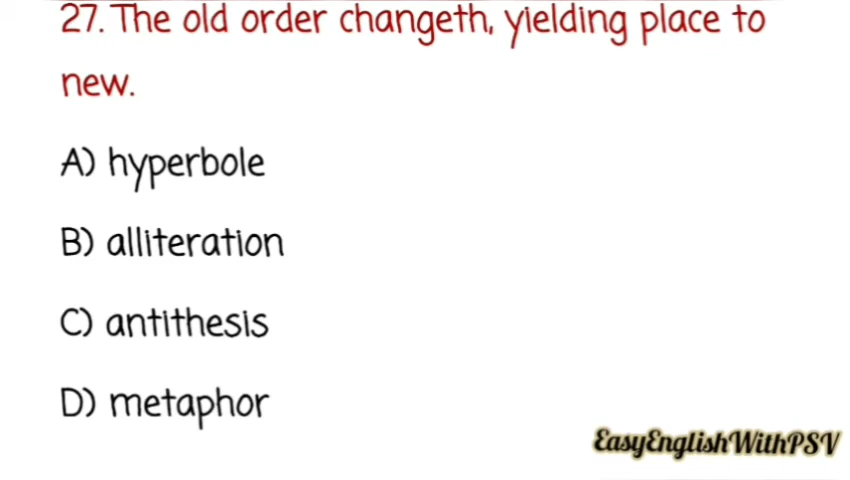 27. The old order changeth, yielding place to
new.
A) hyperbole
B) alliteration
C) antithesis
D) metaphor
EasyEnglishWithPSV